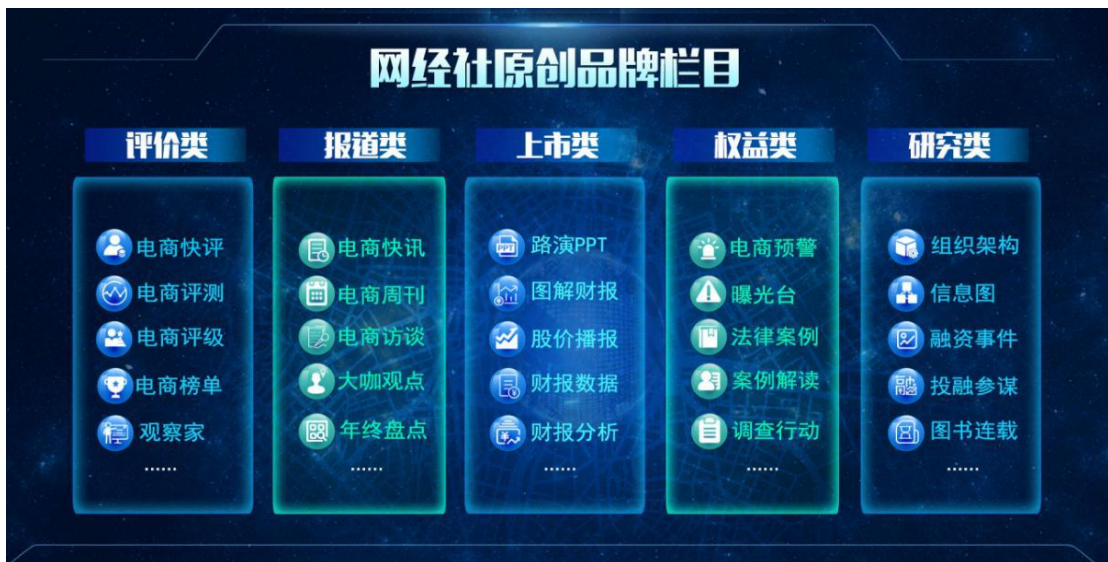 网经社原创品牌栏目
评价类
电商快评
电商评测
电商评级
电商榜单
观察家
......
报道类
电商快讯
电商周刊
电商访谈
大咖观点
年终盘点
......
上市类
路演PPT
图解财报
股价播报
财报数据
财报分析
......
权益类
电商预警
曝光台
法律案例
案例解读
调查行动
......
研究类
组织架构
信息图
融资事件
投融参谋
图书连载
......